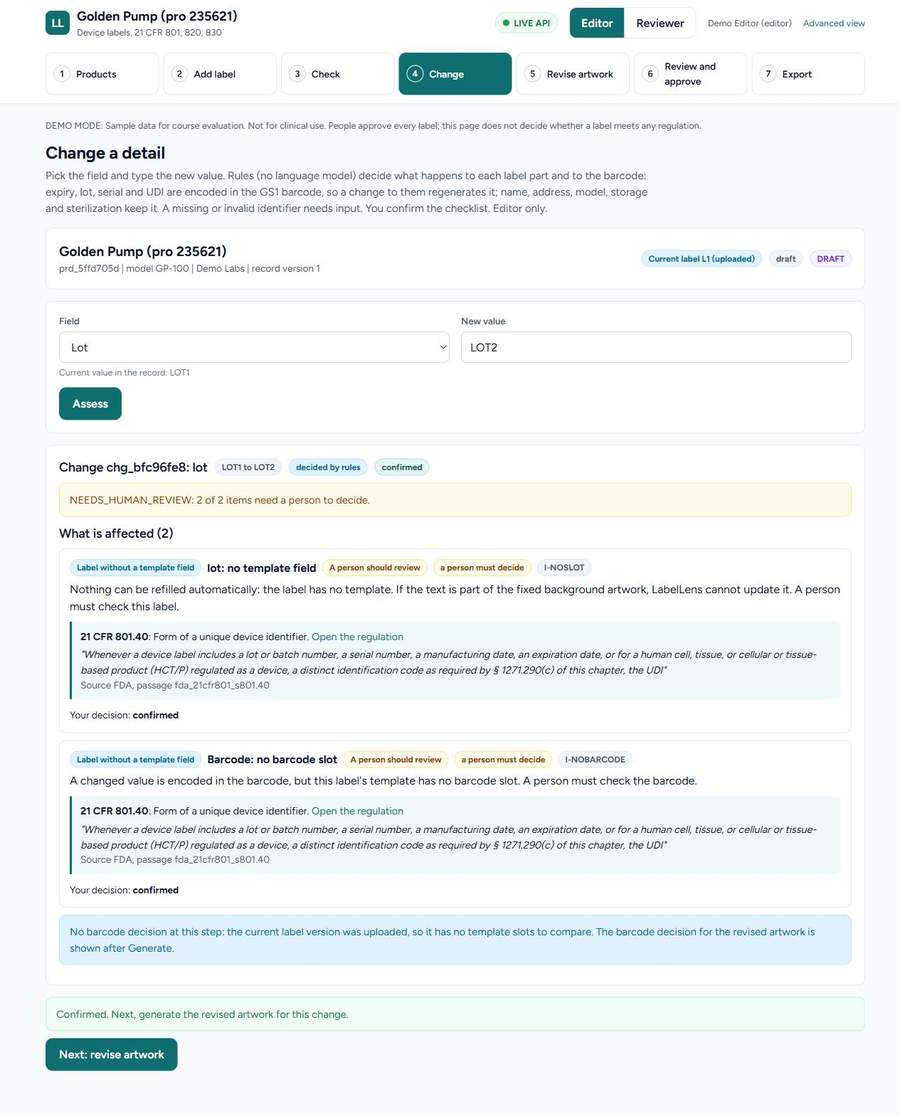 LL
Golden Pump (pro 235621)
Device labels, 21 CFR 801, 820, 830
LIVE API
Editor
Reviewer
Demo Editor (editor)
Advanced view
1 Products
2 Add label
3 Check
4 Change
5 Revise artwork
6 Review and
approve
7 Export
DEMO MODE: Sample data for course evaluation. Not for clinical use. People approve every label; this page does not decide whether a label meets any regulation.
Change a detail
Pick the field and type the new value. Rules (no language model) decide what happens to each label part and to the barcode:
expiry, lot, serial and UDI are encoded in the GS1 barcode, so a change to them regenerates it; name, address, model, storage
and sterilization keep it. A missing or invalid identifier needs input. You confirm the checklist. Editor only.
Golden Pump (pro 235621)
prd_5ffd705d | model GP-100 | Demo Labs | record version 1
Current label L1 (uploaded)
draft
DRAFT
Field
New value
Lot
LOT2
Current value in the record: LOT1
Assess
Change chg_bfc96fe8: lot LOT1 to LOT2 decided by rules confirmed
NEEDS_HUMAN_REVIEW: 2 of 2 items need a person to decide.
What is affected (2)
Label without a template field lot: no template field A person should review a person must decide I-NOSLOT
Nothing can be refilled automatically: the label has no template. If the text is part of the fixed background artwork, LabelLens cannot update it. A person
must check this label.
21 CFR 801.40: Form of a unique device identifier. Open the regulation
"Whenever a device label includes a lot or batch number, a serial number, a manufacturing date, an expiration date, or for a human cell, tissue, or cellular or tissue-
based product (HCT/P) regulated as a device, a distinct identification code as required by § 1271.290(c) of this chapter, the UDI"
Source FDA, passage fda_21cfr801_s801.40
Your decision: confirmed
Label without a template field Barcode: no barcode slot A person should review a person must decide I-NOBARCODE
A changed value is encoded in the barcode, but this label's template has no barcode slot. A person must check the barcode.
21 CFR 801.40: Form of a unique device identifier. Open the regulation
"Whenever a device label includes a lot or batch number, a serial number, a manufacturing date, an expiration date, or for a human cell, tissue, or cellular or tissue-
based product (HCT/P) regulated as a device, a distinct identification code as required by § 1271.290(c) of this chapter, the UDI"
Source FDA, passage fda_21cfr801_s801.40
Your decision: confirmed
No barcode decision at this step: the current label version was uploaded, so it has no template slots to compare. The barcode decision for the revised artwork is
shown after Generate.
Confirmed. Next, generate the revised artwork for this change.
Next: revise artwork